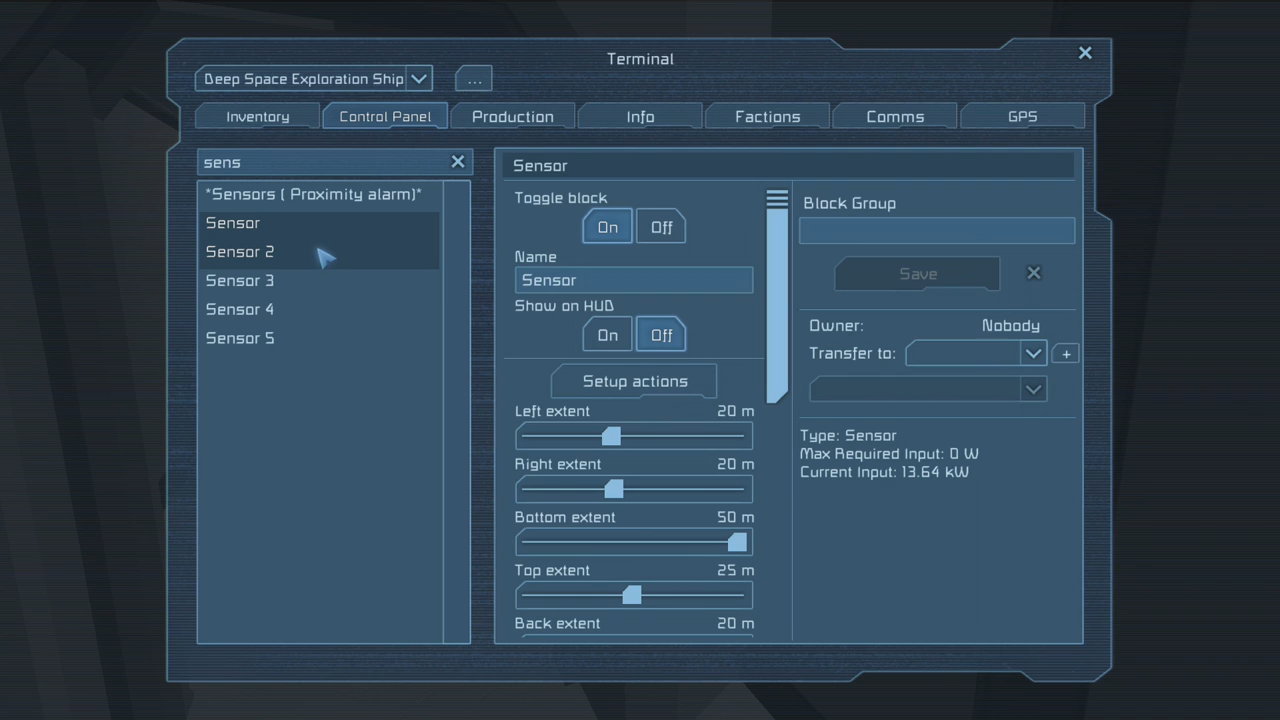 Terminal
Deep Space Exploration Ship
...
Inventory
Control Panel
Production
Info
Factions
Comms
GPS
sens
*Sensors ( Proximity alarm)*
Sensor
Sensor 2
Sensor 3
Sensor 4
Sensor 5
Sensor
Toggle block
On
Off
Name
Sensor
Show on HUD
On
Off
Setup actions
Left extent 20 m
Right extent 20 m
Bottom extent 50 m
Top extent 25 m
Back extent 20 m
Block Group
Save
Owner: Nobody
Transfer to:
+
Type: Sensor
Max Required Input: 0 W
Current Input: 13.64 kW